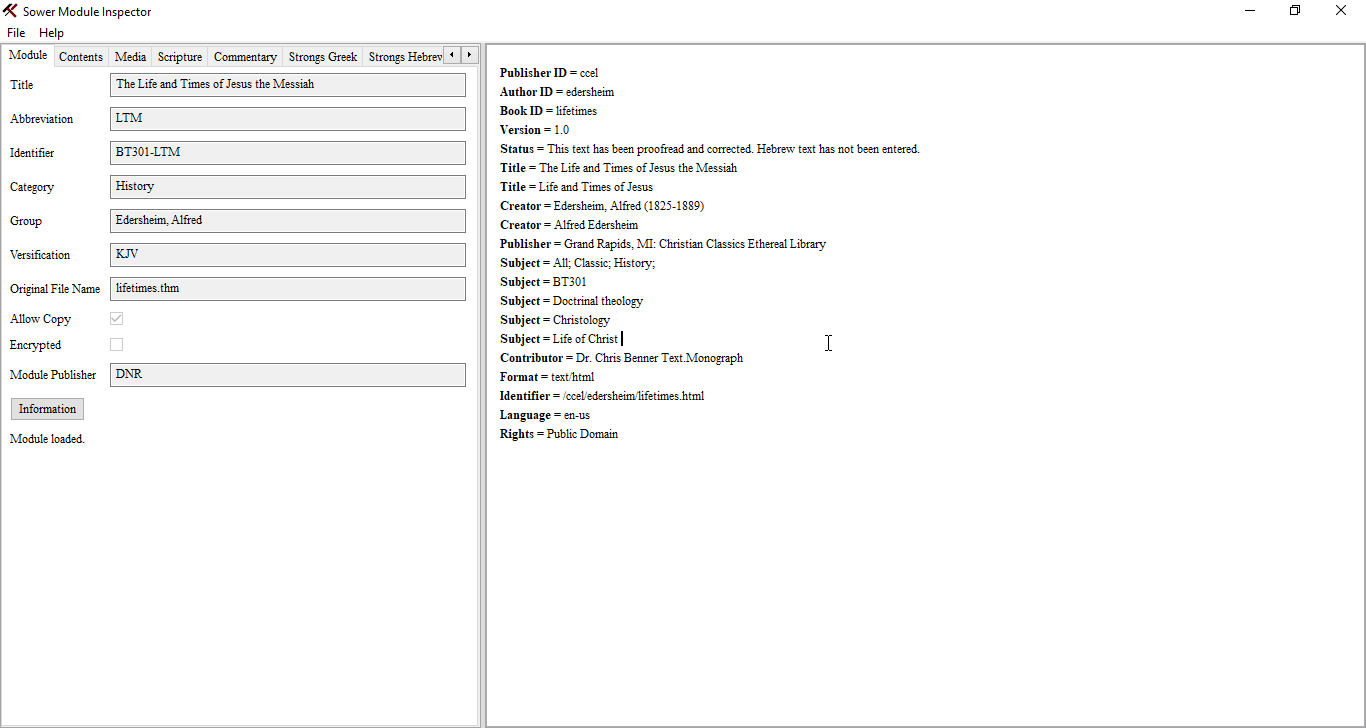 Sower Module Inspector
File Help
Module Contents Media Scripture Commentary Strongs Greek Strongs Hebrew
Title The Life and Times of Jesus the Messiah
Abbreviation LTM
Identifier BT301-LTM
Category History
Group Edersheim, Alfred
Versification KJV
Original File Name lifetimes.thm
Allow Copy
Encrypted
Module Publisher DNR
Information
Module loaded.
Publisher ID = ccel
Author ID = edersheim
Book ID = lifetimes
Version = 1.0
Status = This text has been proofread and corrected. Hebrew text has not been entered.
Title = The Life and Times of Jesus the Messiah
Title = Life and Times of Jesus
Creator = Edersheim, Alfred (1825-1889)
Creator = Alfred Edersheim
Publisher = Grand Rapids, MI: Christian Classics Ethereal Library
Subject = All; Classic; History;
Subject = BT301
Subject = Doctrinal theology
Subject = Christology
Subject = Life of Christ
Contributor = Dr. Chris Benner Text.Monograph
Format = text/html
Identifier = /ccel/edersheim/lifetimes.html
Language = en-us
Rights = Public Domain